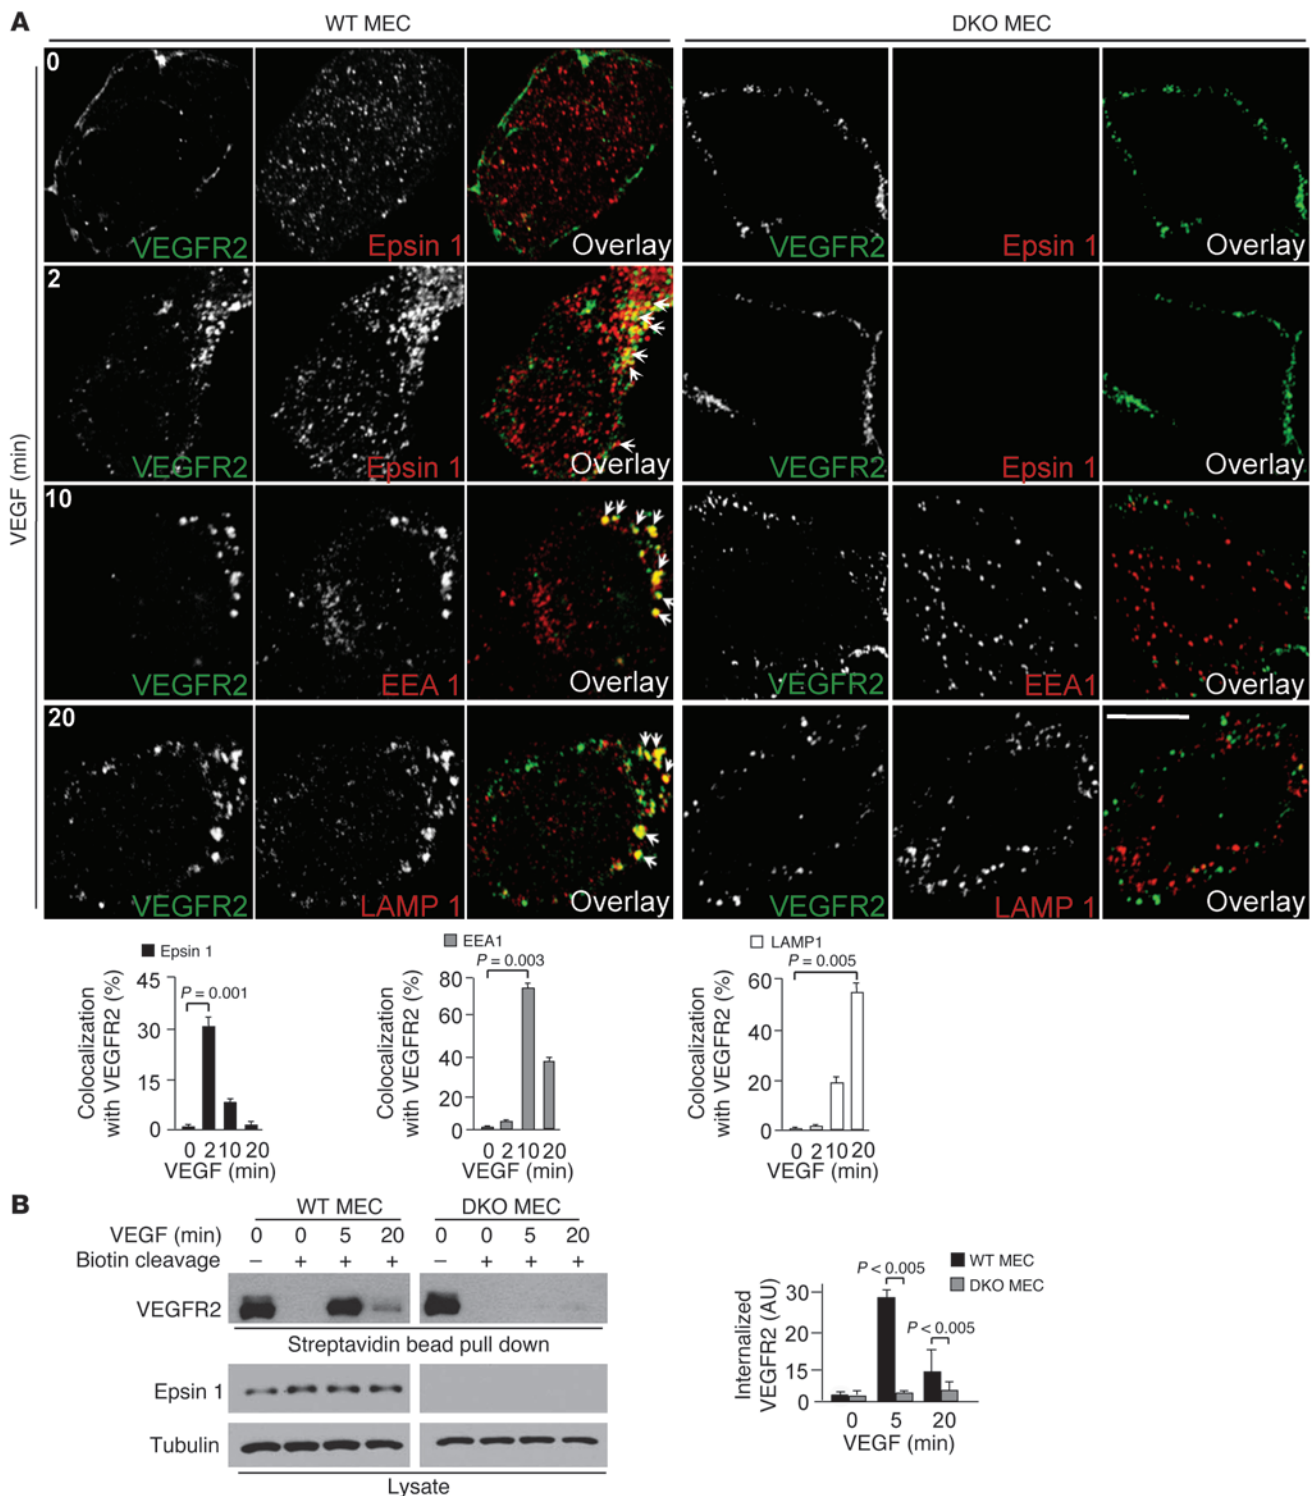 A
WT MEC
DKO MEC
VEGF (min)
0
VEGFR2
Epsin 1
Overlay
VEGFR2
Epsin 1
Overlay
2
VEGFR2
Epsin 1
Overlay
VEGFR2
Epsin 1
Overlay
10
VEGFR2
EEA 1
Overlay
VEGFR2
EEA1
Overlay
20
VEGFR2
LAMP 1
Overlay
VEGFR2
LAMP 1
Overlay
Epsin 1
Colocalization
with VEGFR2 (%)
45
30
15
0
P = 0.001
0 2 10 20
VEGF (min)
EEA1
Colocalization
with VEGFR2 (%)
80
60
40
20
0
P = 0.003
0 2 10 20
VEGF (min)
LAMP1
Colocalization
with VEGFR2 (%)
60
40
20
0
P = 0.005
0 2 10 20
VEGF (min)
B
WT MEC
DKO MEC
VEGF (min) 0 0 5 20 0 0 5 20
Biotin cleavage – + + + – + + +
VEGFR2
Streptavidin bead pull down
Epsin 1
Tubulin
Lysate
WT MEC
DKO MEC
Internalized
VEGFR2 (AU)
30
20
15
0
P < 0.005
P < 0.005
0 5 20
VEGF (min)